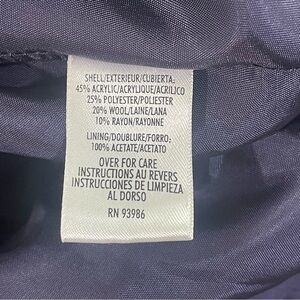 SHELL/EXTERIEUR/CUBIERTA:
45% ACRYLIC/ACRYLIQUE/ACRILICO
25% POLYESTER/POLIESTER
20% WOOL/LAINE/LANA
10% RAYON/RAYONNE
LINING/DOUBLURE/FORRO:
100% ACETATE/ACETATO
OVER FOR CARE
INSTRUCTIONS AU REVERS
INSTRUCCIONES DE LIMPIEZA
AL DORSO
RN 93986